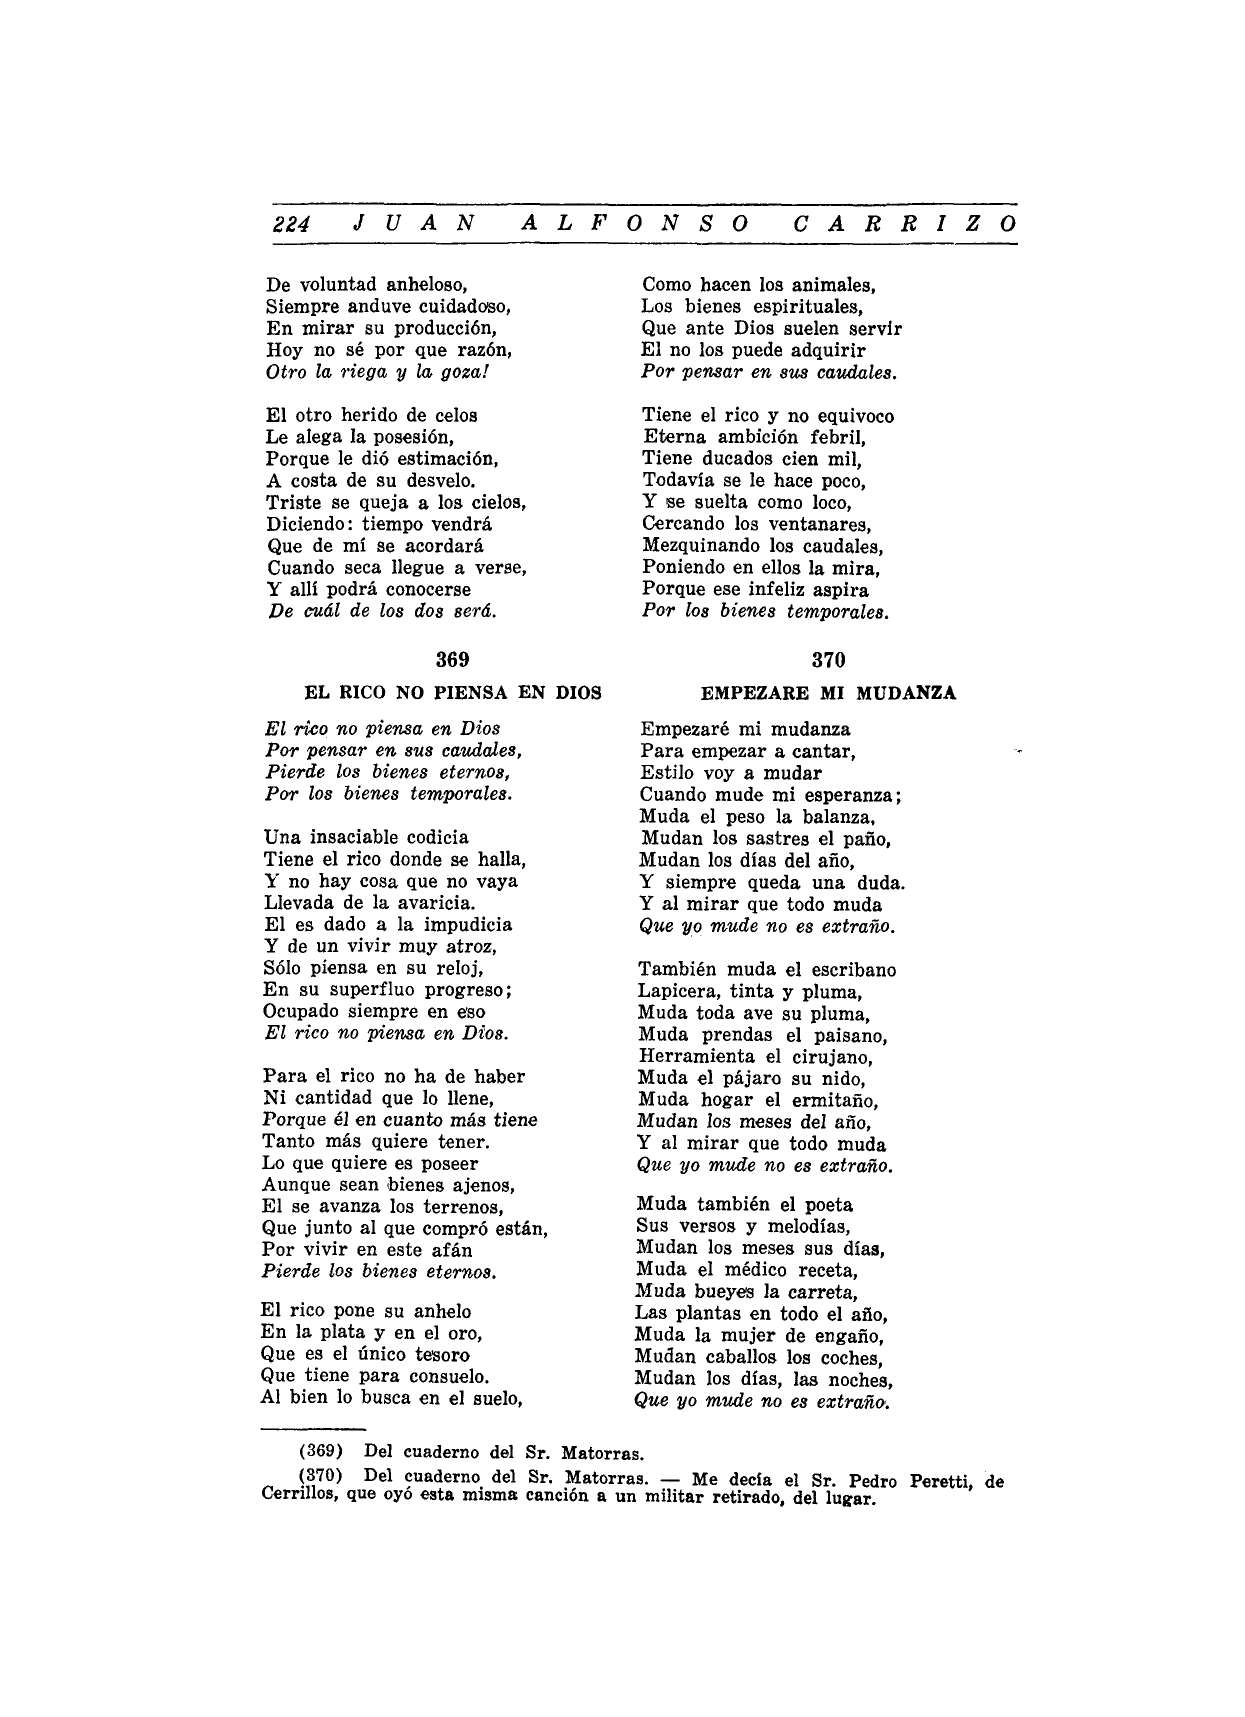 224 JUAN ALFONSO CARRIZO
De voluntad anheloso,
Siempre anduve cuidadoso,
En mirar su producción,
Hoy no sé por que razón,
Otro la riega y la goza!
El otro herido de celos
Le alega la posesión,
Porque le dió estimación,
A costa de su desvelo.
Triste se queja a los cielos,
Diciendo: tiempo vendrá
Que de mí se acordará
Cuando seca llegue a verse,
Y allí podrá conocerse
De cuál de los dos será.
369
EL RICO NO PIENSA EN DIOS
El rico no piensa en Dios
Por pensar en sus caudales,
Pierde los bienes eternos,
Por los bienes temporales.
Una insaciable codicia
Tiene el rico donde se halla,
Y no hay cosa que no vaya
Llevada de la avaricia.
El es dado a la impudicia
Y de un vivir muy atroz,
Sólo piensa en su reloj,
En su superfluo progreso;
Ocupado siempre en eso
El rico no piensa en Dios.
Para el rico no ha de haber
Ni cantidad que lo llene,
Porque él en cuanto más tiene
Tanto más quiere tener.
Lo que quiere es poseer
Aunque sean bienes ajenos,
El se avanza los terrenos,
Que junto al que compró están,
Por vivir en este afán
Pierde los bienes eternos.
El rico pone su anhelo
En la plata y en el oro,
Que es el único tesoro
Que tiene para consuelo.
Al bien lo busca en el suelo,
Como hacen los animales,
Los bienes espirituales,
Que ante Dios suelen servir
El no los puede adquirir
Por pensar en sus caudales.
Tiene el rico y no equivoco
Eterna ambición febril,
Tiene ducados cien mil,
Todavía se le hace poco,
Y se suelta como loco,
Cercando los ventanares,
Mezquinando los caudales,
Poniendo en ellos la mira,
Porque ese infeliz aspira
Por los bienes temporales.
370
EMPEZARE MI MUDANZA
Empezaré mi mudanza
Para empezar a cantar,
Estilo voy a mudar
Cuando mude mi esperanza;
Muda el peso la balanza,
Mudan los sastres el paño,
Mudan los días del año,
Y siempre queda una duda.
Y al mirar que todo muda
Que yo mude no es extraño.
También muda el escribano
Lapicera, tinta y pluma,
Muda toda ave su pluma,
Muda prendas el paisano,
Herramienta el cirujano,
Muda el pájaro su nido,
Muda hogar el ermitaño,
Mudan los meses del año,
Y al mirar que todo muda
Que yo mude no es extraño.
Muda también el poeta
Sus versos y melodías,
Mudan los meses sus días,
Muda el médico receta,
Muda bueyes la carreta,
Las plantas en todo el año,
Muda la mujer de engaño,
Mudan caballos los coches,
Mudan los días, las noches,
Que yo mude no es extraño.
(369) Del cuaderno del Sr. Matorras.
(370) Del cuaderno del Sr. Matorras. — Me decía el Sr. Pedro Peretti, de
Cerrillos, que oyó esta misma canción a un militar retirado, del lugar.